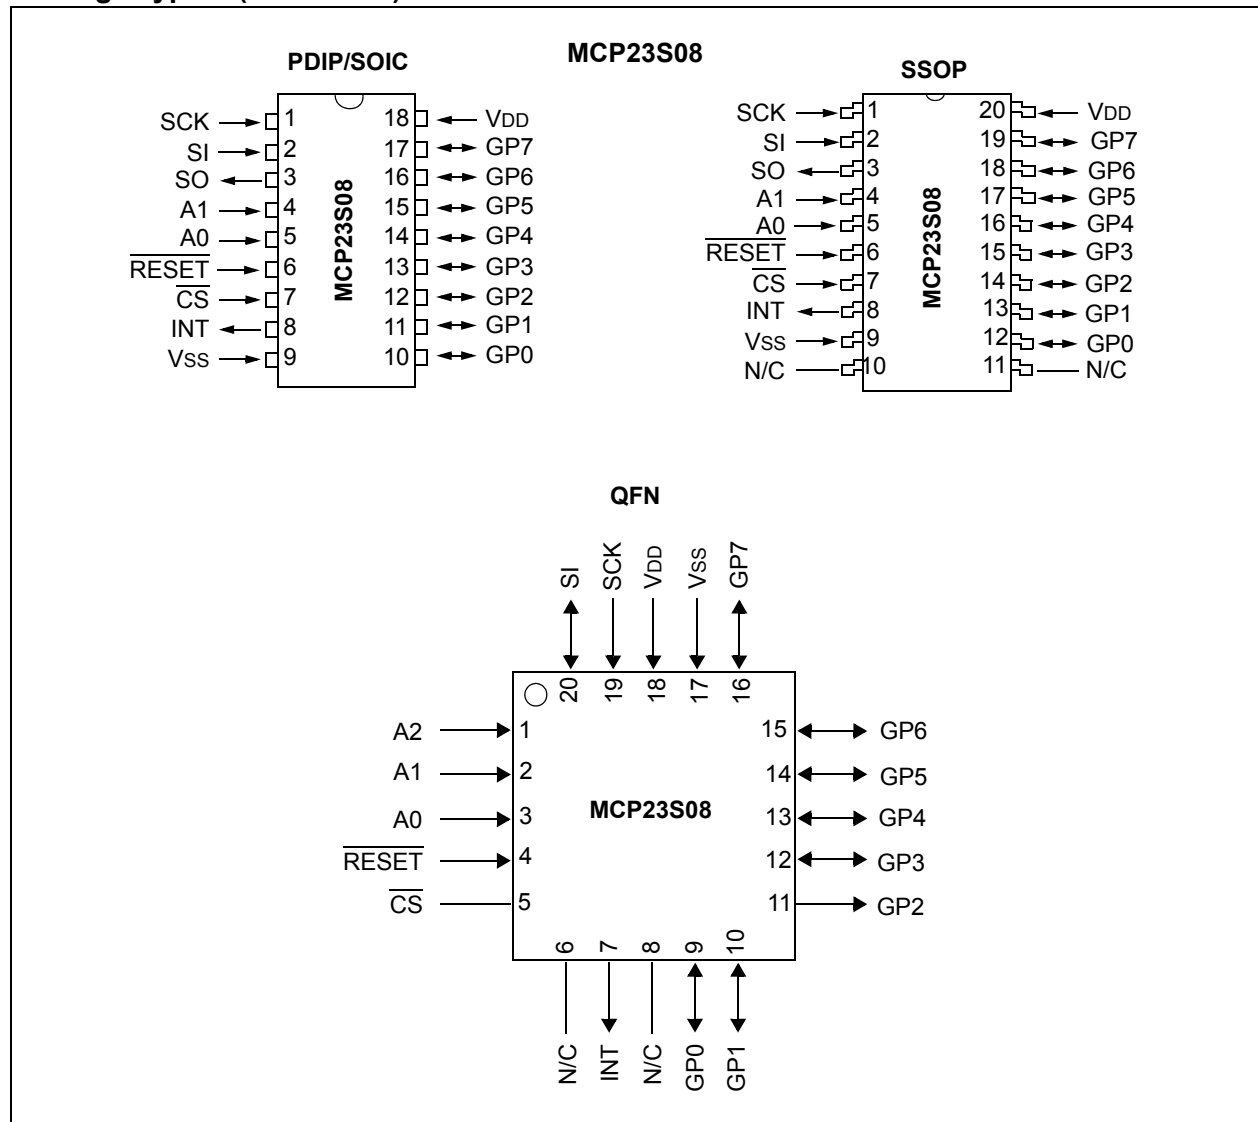 MCP23S08
PDIP/SOIC
SCK 1 18 VDD
SI 2 17 GP7
SO 3 16 GP6
A1 4 15 GP5
A0 5 14 GP4
RESET 6 13 GP3
CS 7 12 GP2
INT 8 11 GP1
VSS 9 10 GP0
MCP23S08
SSOP
SCK 1 20 VDD
SI 2 19 GP7
SO 3 18 GP6
A1 4 17 GP5
A0 5 16 GP4
RESET 6 15 GP3
CS 7 14 GP2
INT 8 13 GP1
VSS 9 12 GP0
N/C 10 11 N/C
MCP23S08
QFN
SI SCK VDD VSS GP7
20 19 18 17 16
A2 1 15 GP6
A1 2 14 GP5
A0 3 13 GP4
MCP23S08
RESET 4 12 GP3
CS 5 11 GP2
6 7 8 9 10
N/C INT N/C GP0 GP1